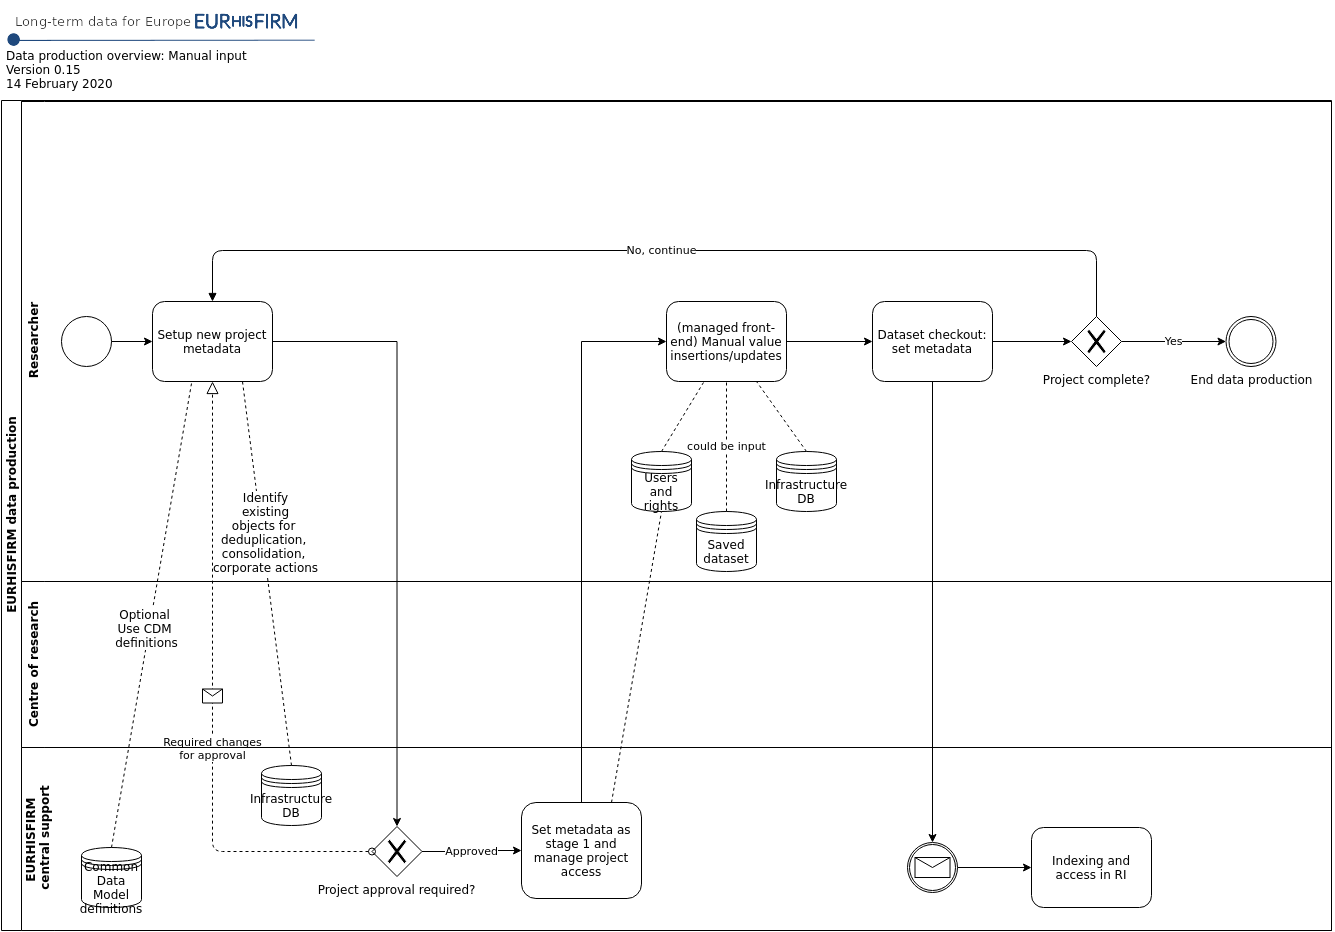 Long-term data for Europe EURHISFIRM
Data production overview: Manual input
Version 0.15
14 February 2020
EURHISFIRM data production
Researcher
No, continue
Setup new project
metadata
(managed front-
end) Manual value
insertions/updates
Dataset checkout:
set metadata
Yes
Project complete?
End data production
could be input
Users
and
rights
Infrastructure
DB
Saved
dataset
Identify
existing
objects for
deduplication,
consolidation,
corporate actions
Centre of research
Optional
Use CDM
definitions
Required changes
for approval
EURHISFIRM
central support
Infrastructure
DB
Common
Data
Model
definitions
Approved
Project approval required?
Set metadata as
stage 1 and
manage project
access
Indexing and
access in RI